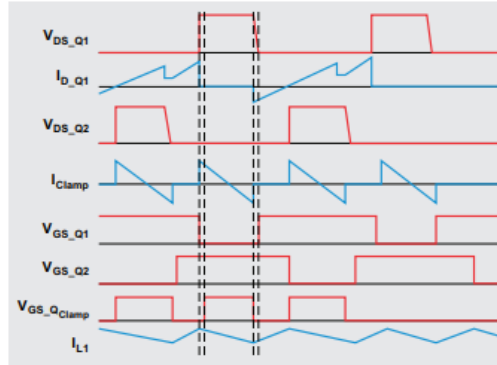 VDS_Q1
ID_Q1
VDS_Q2
IClamp
VGS_Q1
VGS_Q2
VGS_QClamp
IL1